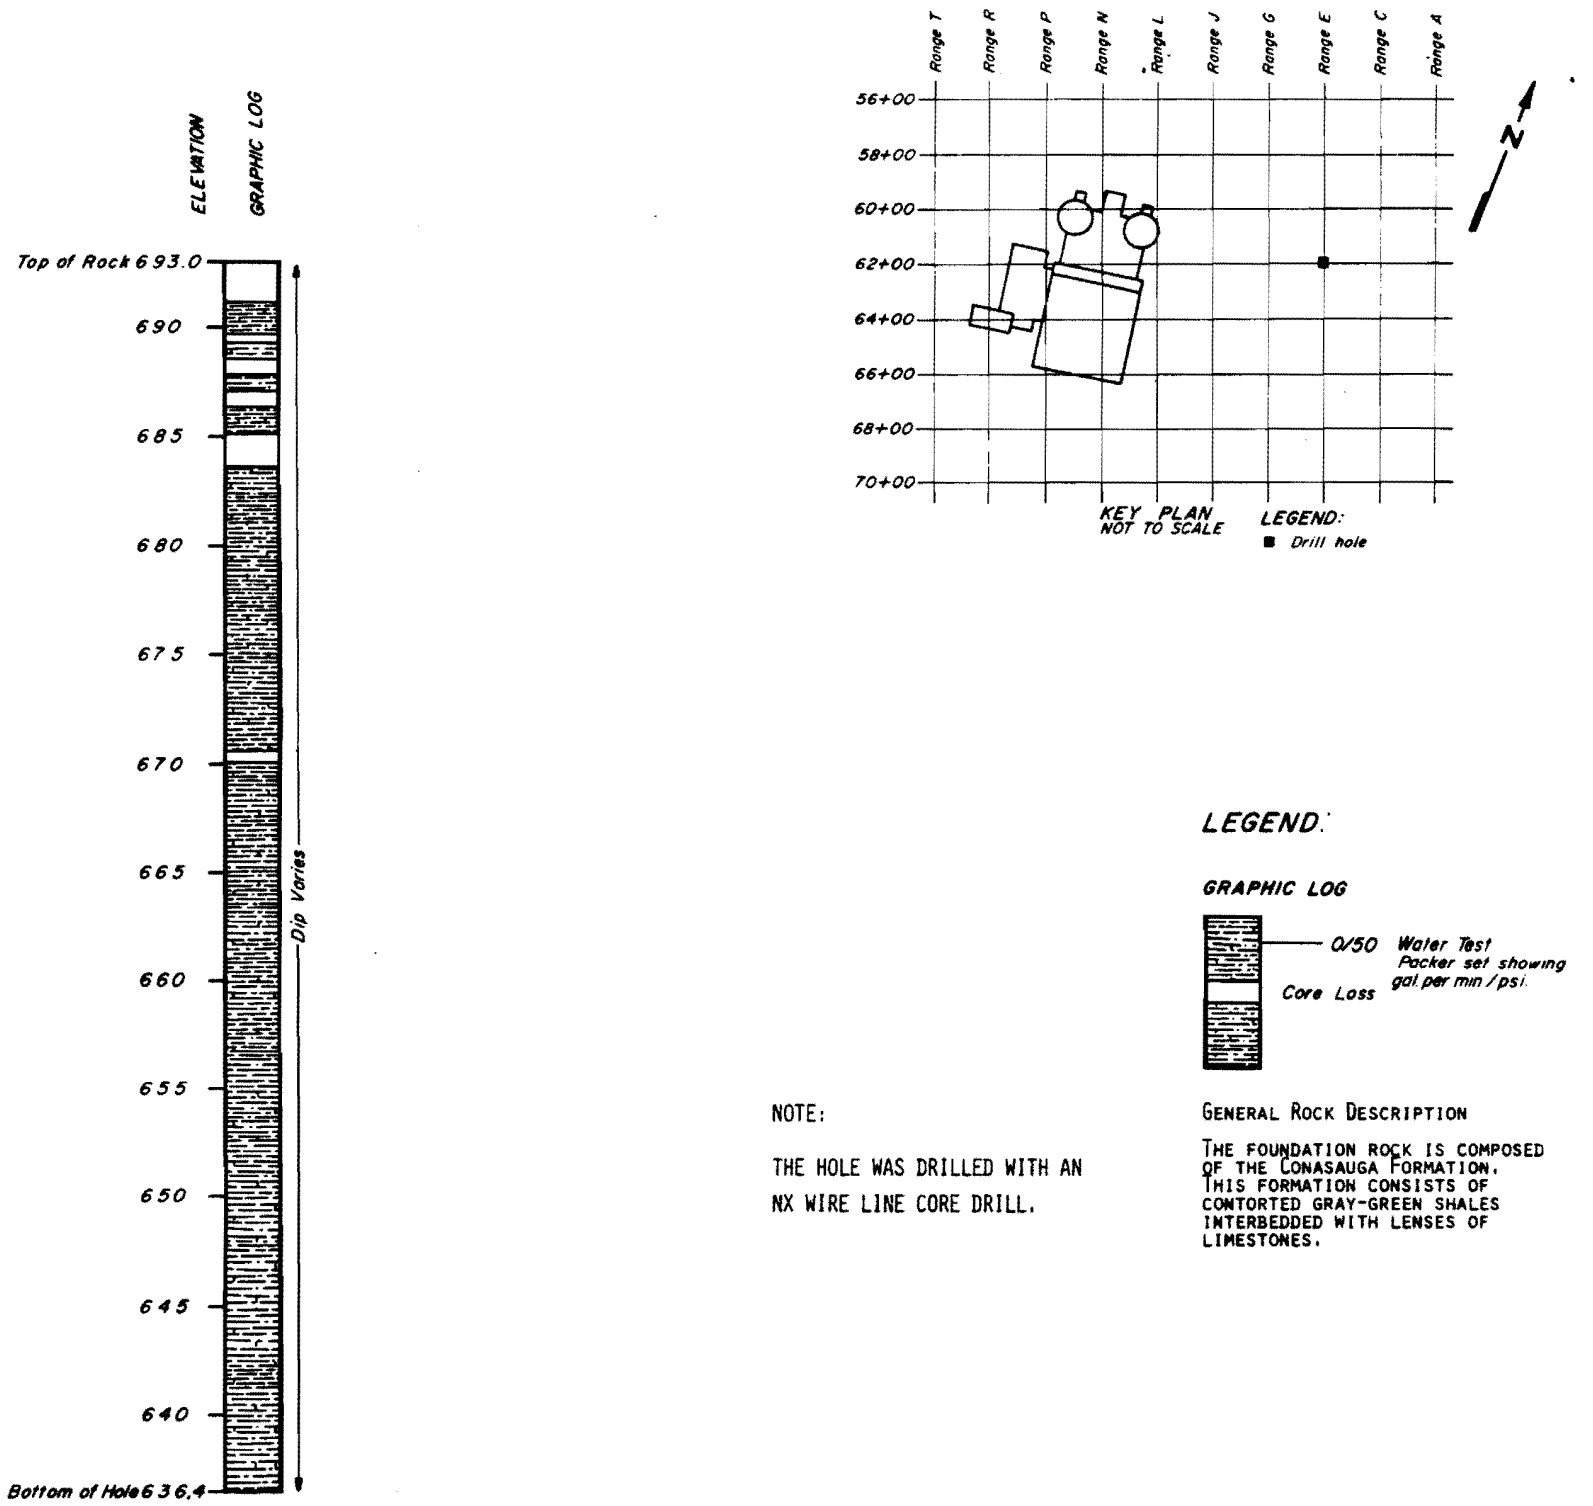 ELEVATION
GRAPHIC LOG
Top of Rock 693.0
690
685
680
675
670
665
660
655
650
645
640
Bottom of Hole 636.4
Dip Varies
Range T
Range R
Range P
Range N
Range L
Range J
Range G
Range E
Range C
Range A
56+00
58+00
60+00
62+00
64+00
66+00
68+00
70+00
N
KEY PLAN
NOT TO SCALE
LEGEND:
Drill hole
LEGEND:
GRAPHIC LOG
0/50 Water Test
Packer set showing
gal. per min / psi.
Core Loss
NOTE:
THE HOLE WAS DRILLED WITH AN
NX WIRE LINE CORE DRILL.
GENERAL ROCK DESCRIPTION
THE FOUNDATION ROCK IS COMPOSED
OF THE CONASAUGA FORMATION.
THIS FORMATION CONSISTS OF
CONTORTED GRAY-GREEN SHALES
INTERBEDDED WITH LENSES OF
LIMESTONES.